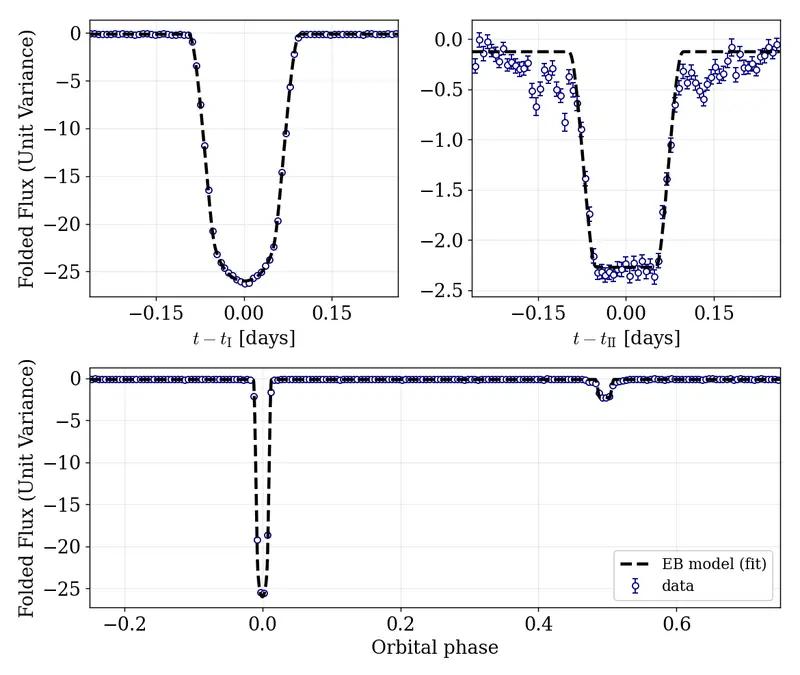 Folded Flux (Unit Variance)
0
−5
−10
−15
−20
−25
−0.15 0.00 0.15
t − tI [days]
0.0
−0.5
−1.0
−1.5
−2.0
−2.5
−0.15 0.00 0.15
t − tII [days]
Folded Flux (Unit Variance)
0
−5
−10
−15
−20
−25
−0.2 0.0 0.2 0.4 0.6
Orbital phase
EB model (fit)
data